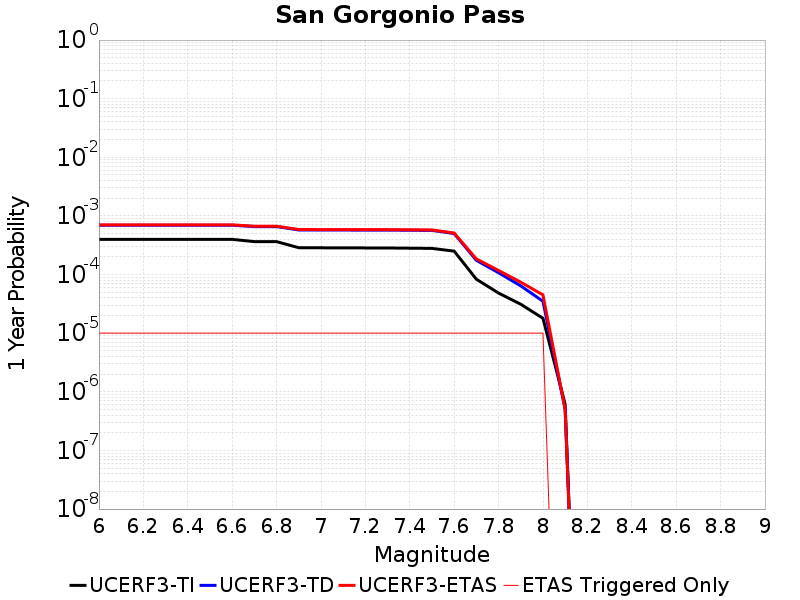 San Gorgonio Pass
10^0
10^-1
10^-2
10^-3
10^-4
10^-5
10^-6
10^-7
10^-8
1 Year Probability
6 6.2 6.4 6.6 6.8 7 7.2 7.4 7.6 7.8 8 8.2 8.4 8.6 8.8 9
Magnitude
UCERF3-TI UCERF3-TD UCERF3-ETAS ETAS Triggered Only